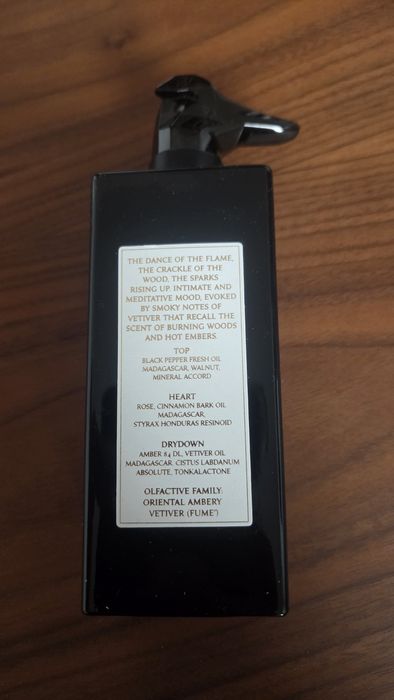 THE DANCE OF THE FLAME,
THE CRACKLE OF THE
WOOD, THE SPARKS
RISING UP. INTIMATE AND
MEDITATIVE MOOD, EVOKED
BY SMOKY NOTES OF
VETIVER THAT RECALL THE
SCENT OF BURNING WOODS
AND HOT EMBERS.
TOP
BLACK PEPPER FRESH OIL
MADAGASCAR, WALNUT,
MINERAL ACCORD
HEART
ROSE, CINNAMON BARK OIL
MADAGASCAR,
STYRAX HONDURAS RESINOID
DRYDOWN
AMBER 84 DL, VETIVER OIL
MADAGASCAR CISTUS LABDANUM
ABSOLUTE, TONKALACTONE
OLFACTIVE FAMILY:
ORIENTAL AMBERY
VETIVER (FUME')